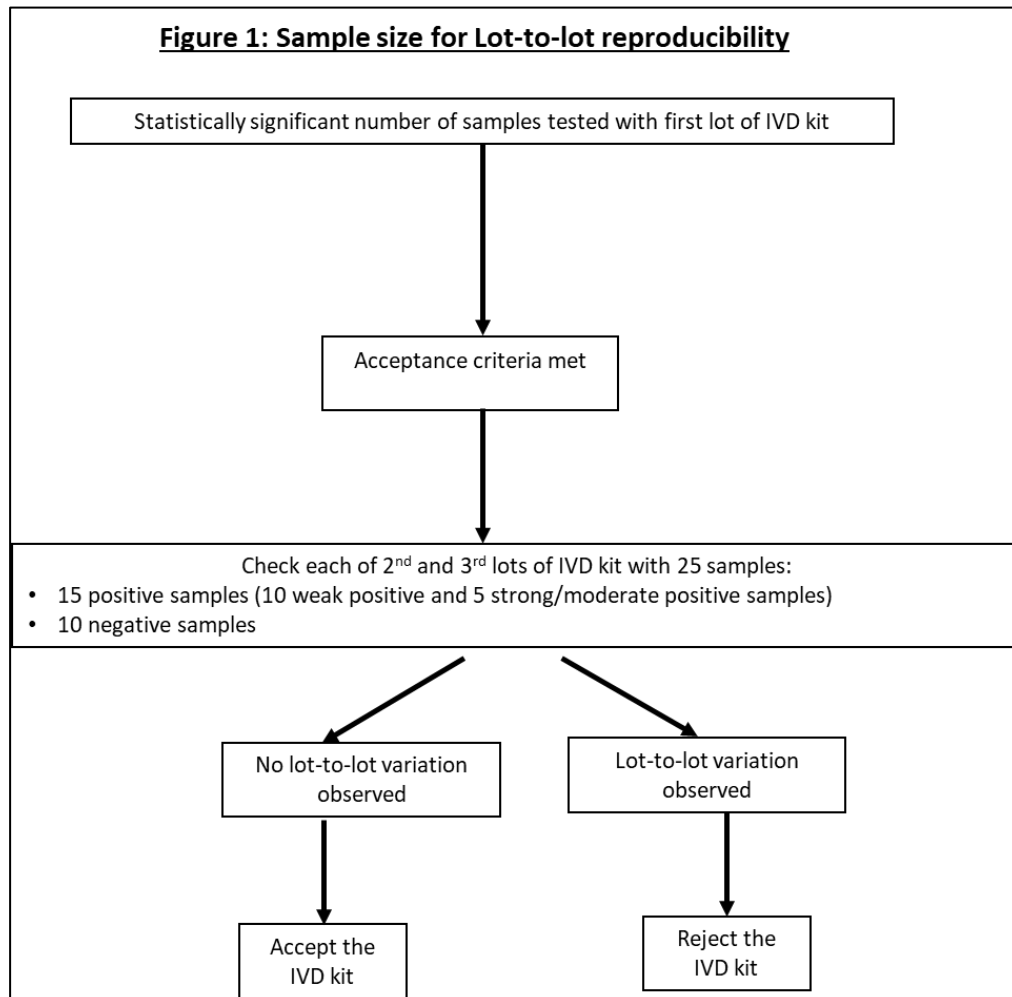 Figure 1: Sample size for Lot-to-lot reproducibility
Statistically significant number of samples tested with first lot of IVD kit
Acceptance criteria met
Check each of 2nd and 3rd lots of IVD kit with 25 samples:
• 15 positive samples (10 weak positive and 5 strong/moderate positive samples)
• 10 negative samples
No lot-to-lot variation
observed
Lot-to-lot variation
observed
Accept the
IVD kit
Reject the
IVD kit